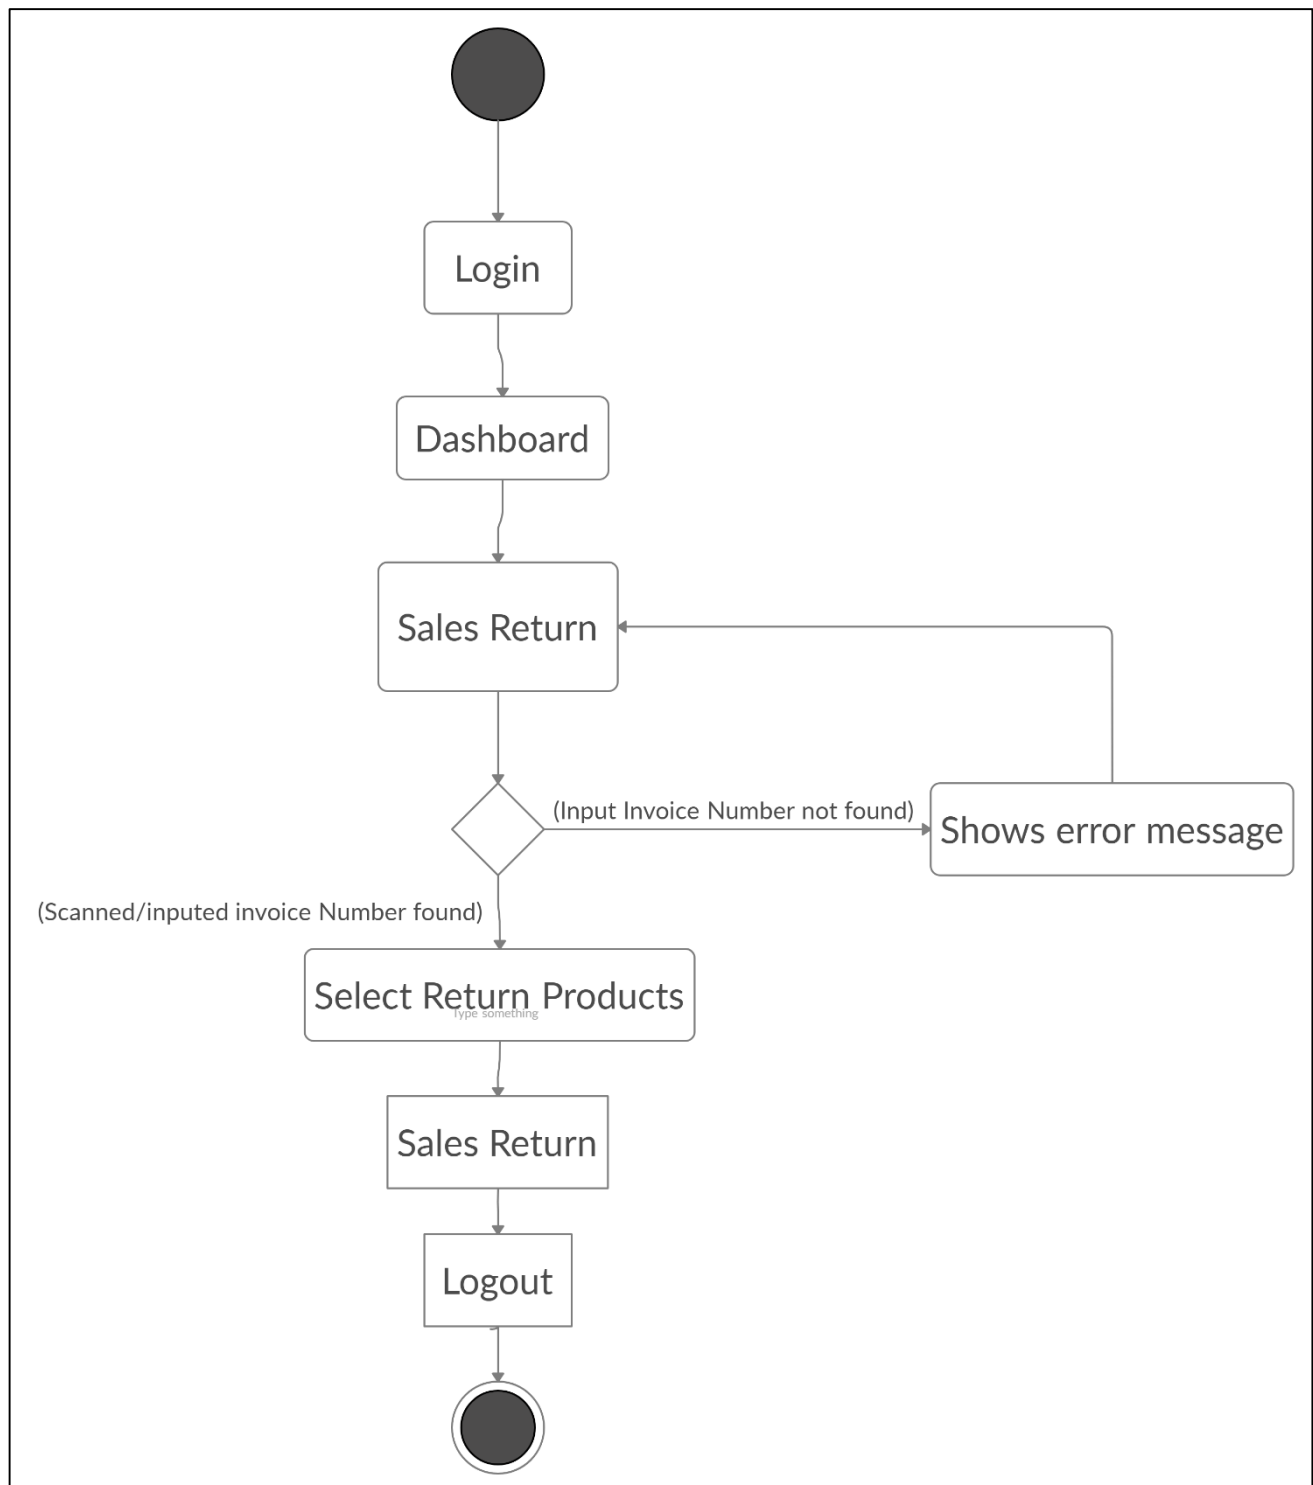 Login
Dashboard
Sales Return
(Input Invoice Number not found)
Shows error message
(Scanned/inputed invoice Number found)
Select Return Products
Type something
Sales Return
Logout